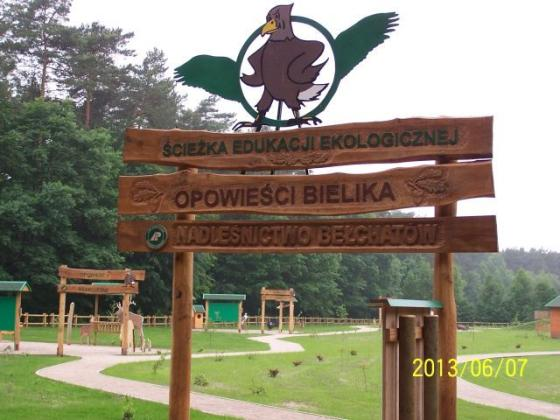 ŚCIEŻKA EDUKACJI EKOLOGICZNEJ
OPOWIEŚCI BIELIKA
NADLEŚNICTWO BEŁCHATÓW
2013/06/07